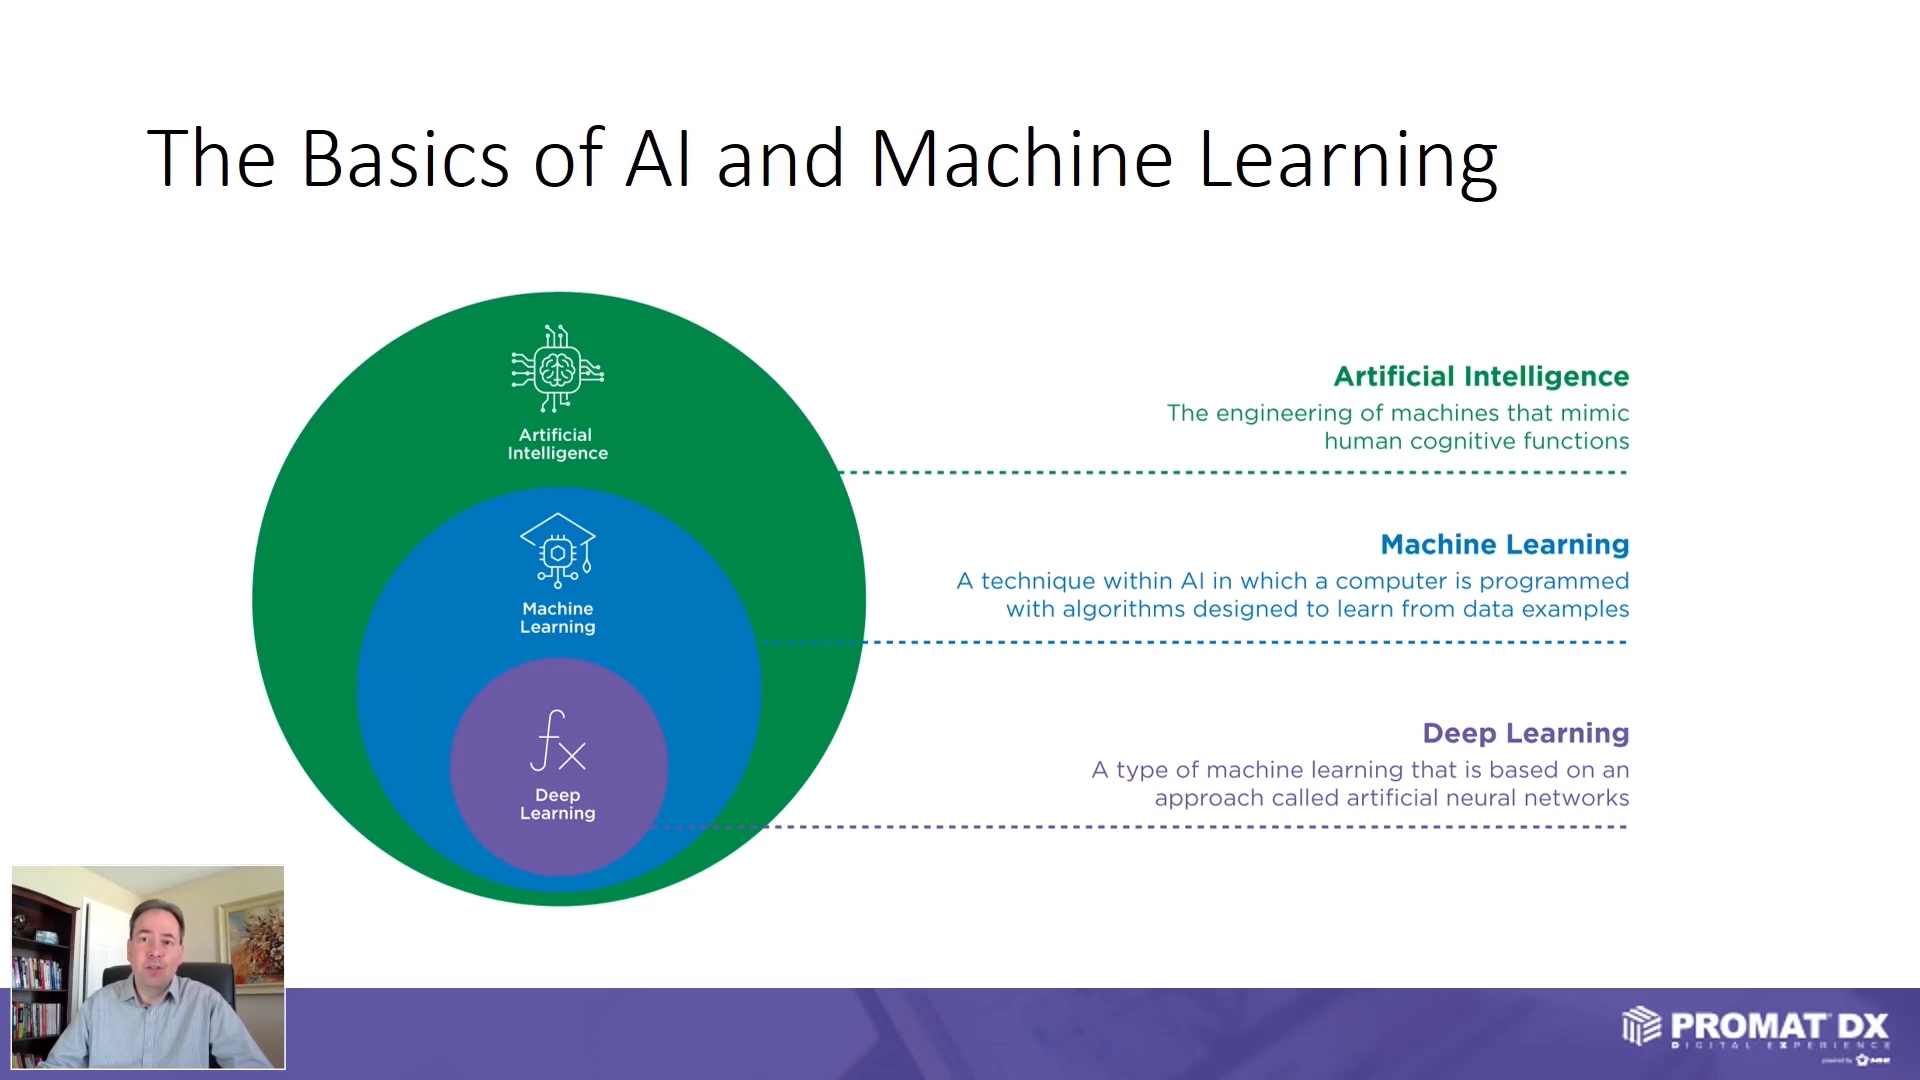 The Basics of AI and Machine Learning
Artificial
Intelligence
Machine
Learning
fx
Deep
Learning
Artificial Intelligence
The engineering of machines that mimic
human cognitive functions
Machine Learning
A technique within AI in which a computer is programmed
with algorithms designed to learn from data examples
Deep Learning
A type of machine learning that is based on an
approach called artificial neural networks
PROMAT DX
DIGITAL EXPERIENCE
powered by